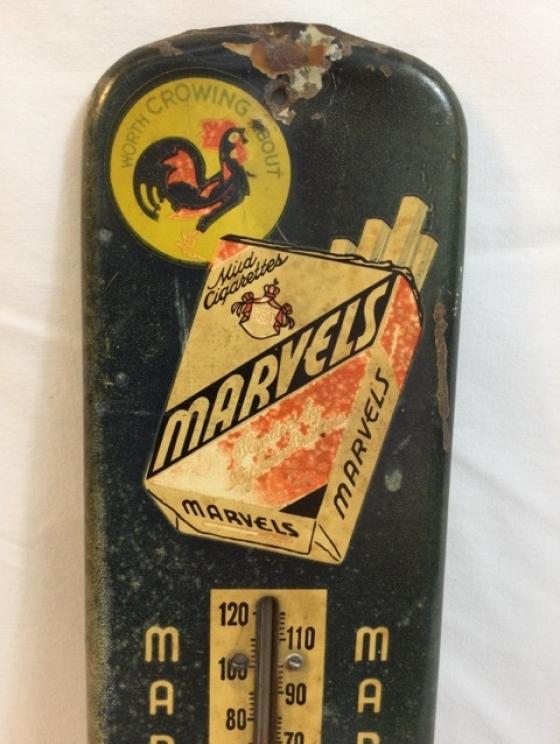 WORTH CROWING ABOUT
Mild
Cigarettes
MARVELS
MARVELS
MARVELS
120
110
100
90
80
70
M
A
R
M
A
R